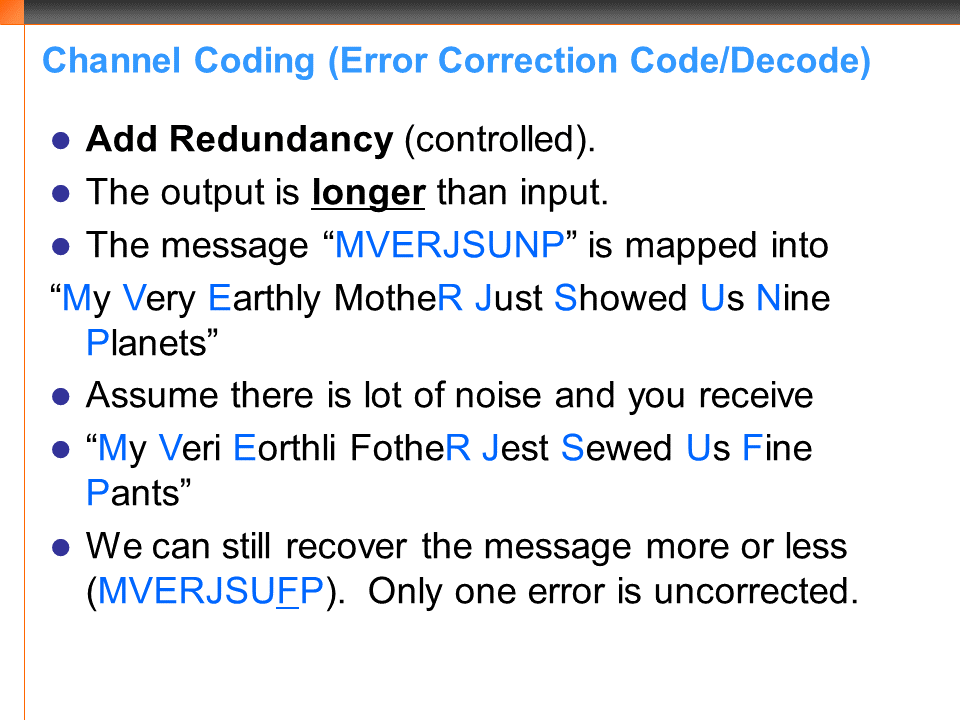 Channel Coding (Error Correction Code/Decode)
● Add Redundancy (controlled).
● The output is longer than input.
● The message “MVERJSUNP” is mapped into
“My Very Earthly MotheR Just Showed Us Nine
Planets”
● Assume there is lot of noise and you receive
● “My Veri Eorthli FotheR Jest Sewed Us Fine
Pants”
● We can still recover the message more or less
(MVERJSUFP). Only one error is uncorrected.